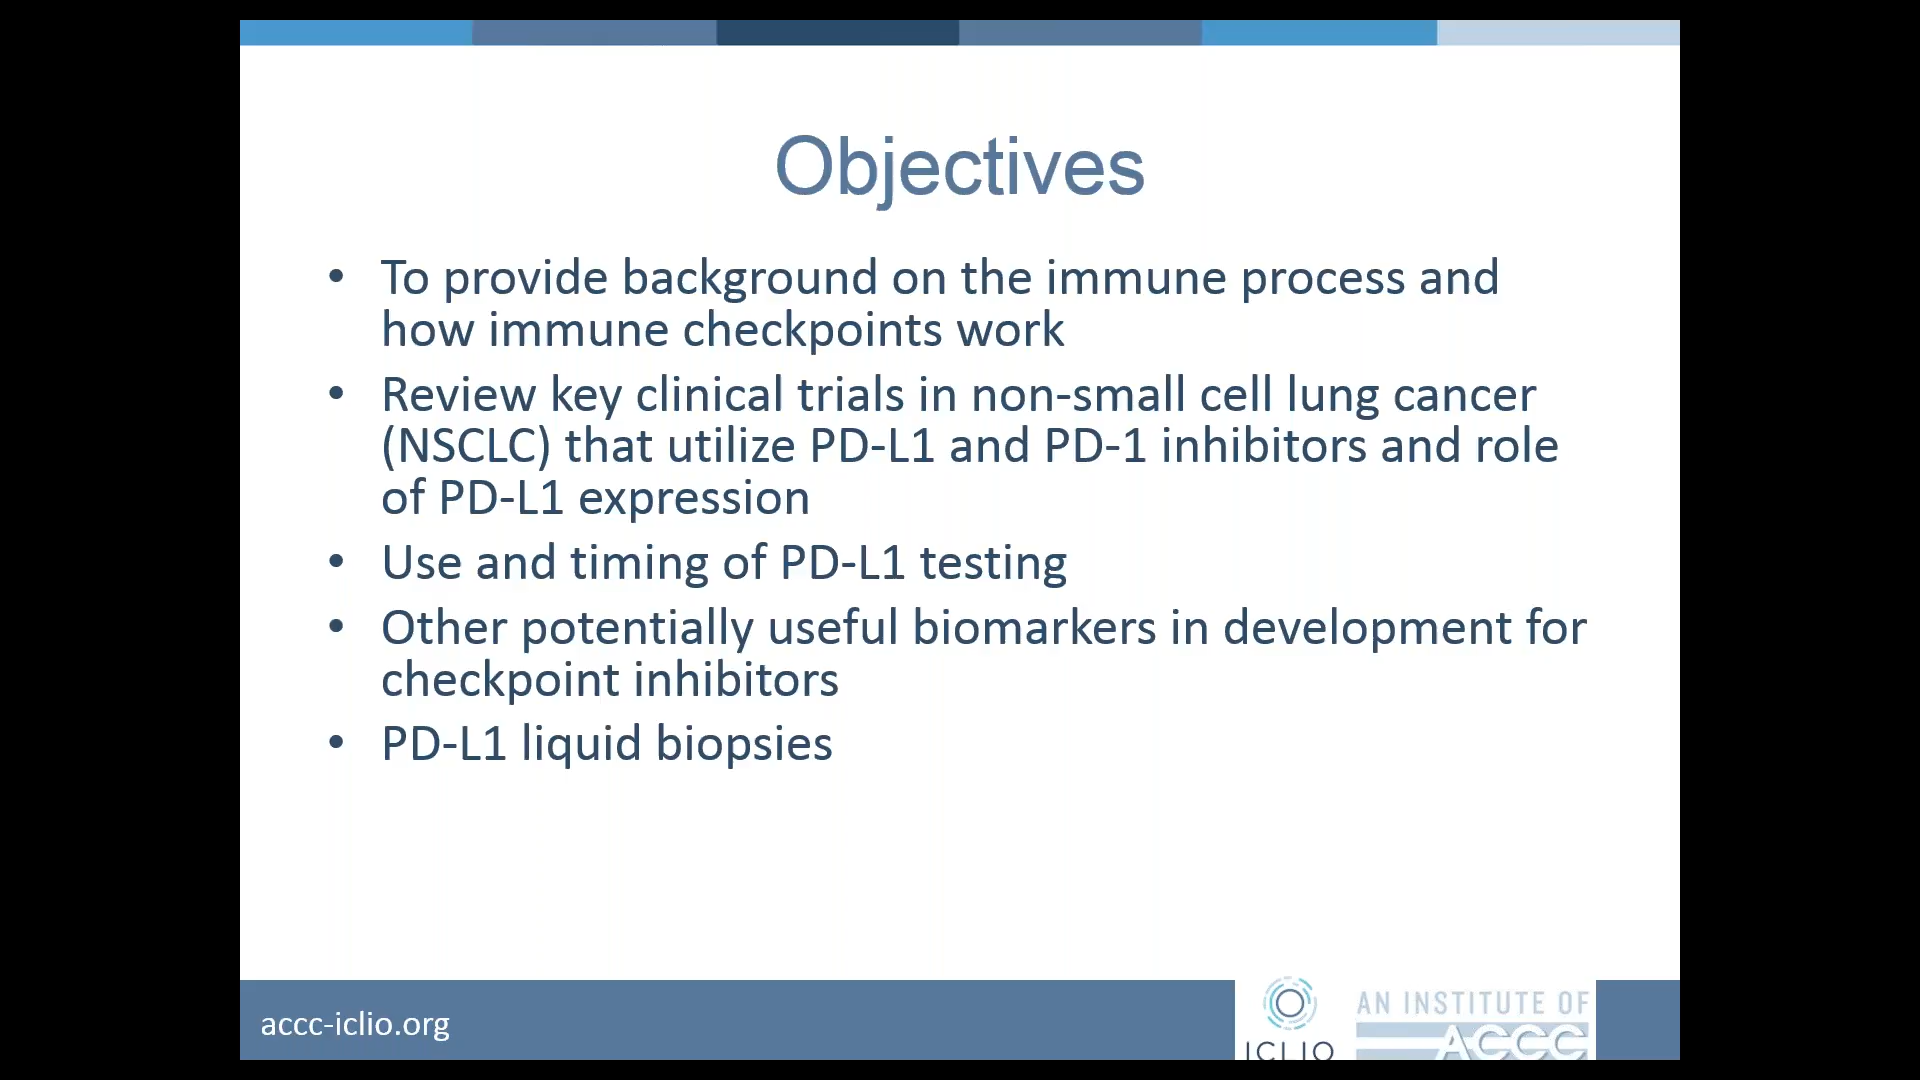 Objectives
• To provide background on the immune process and
how immune checkpoints work
• Review key clinical trials in non-small cell lung cancer
(NSCLC) that utilize PD-L1 and PD-1 inhibitors and role
of PD-L1 expression
• Use and timing of PD-L1 testing
• Other potentially useful biomarkers in development for
checkpoint inhibitors
• PD-L1 liquid biopsies
accc-iclio.org
ICLIO
AN INSTITUTE OF
ACCC